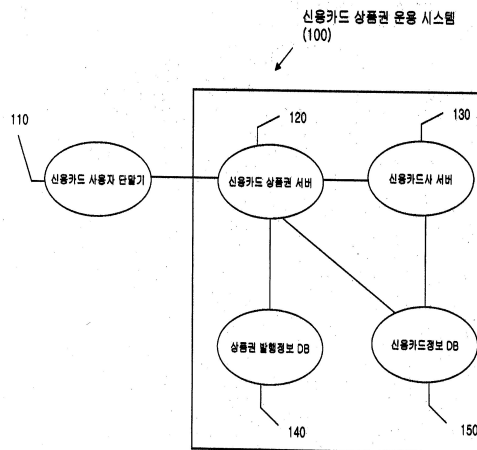 신용카드 상품권 운용 시스템
(100)
110
120
130
신용카드 사용자 단말기
신용카드 상품권 서버
신용카드사 서버
상품권 발행정보 DB
신용카드정보 DB
140
150